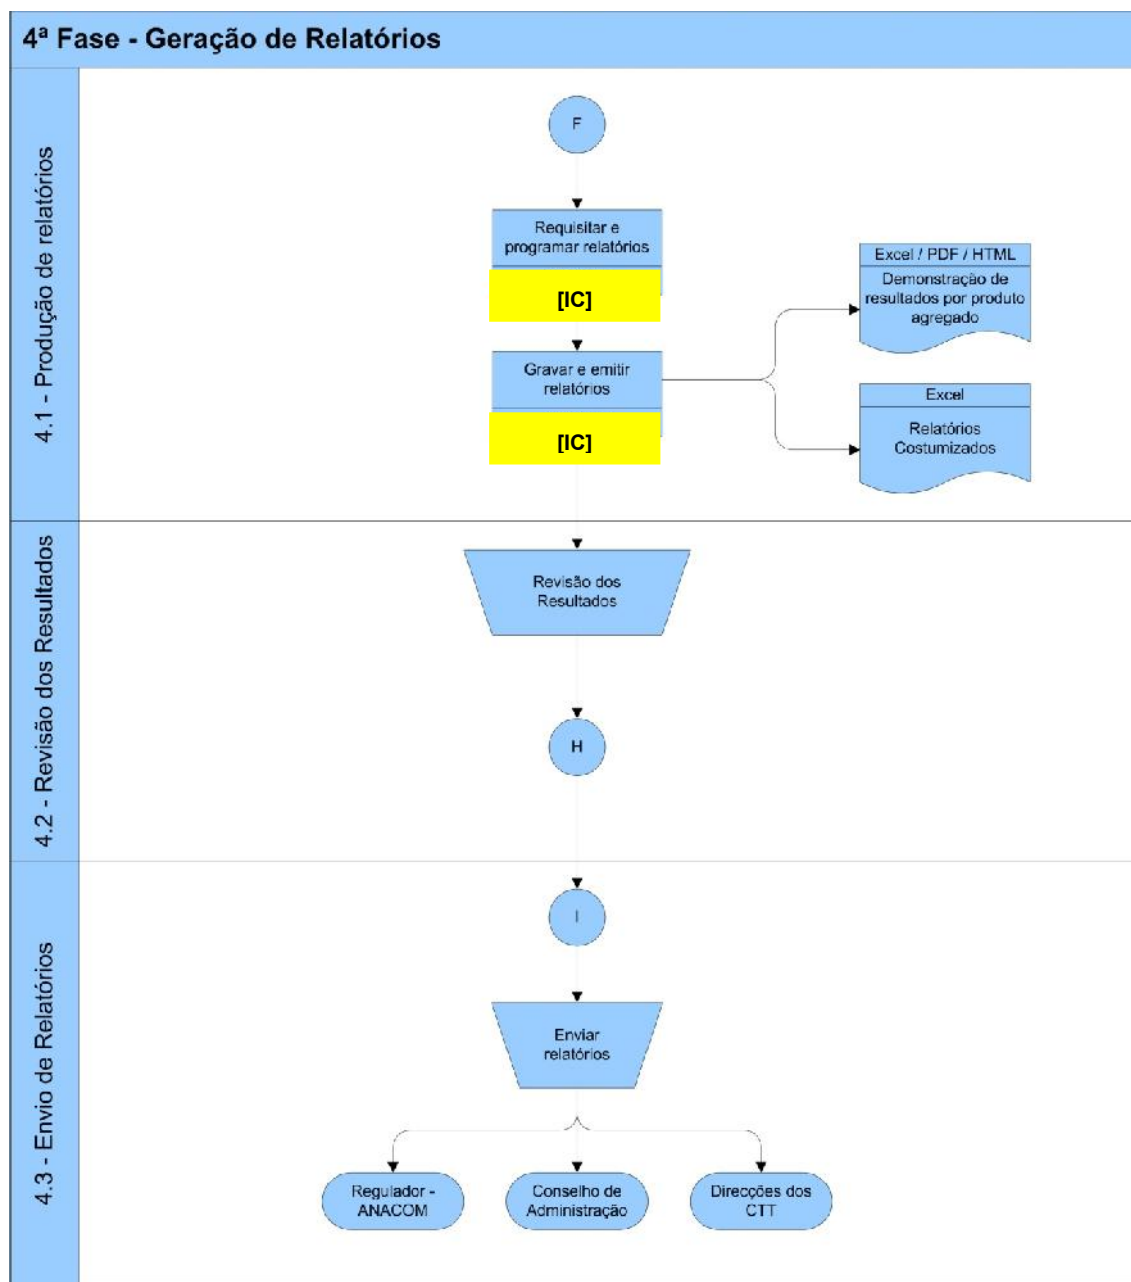 4ª Fase - Geração de Relatórios
4.1 - Produção de relatórios
F
Requisitar e
programar relatórios
[IC]
Gravar e emitir
relatórios
[IC]
Excel / PDF / HTML
Demonstração de
resultados por produto
agregado
Excel
Relatórios
Costumizados
4.2 - Revisão dos Resultados
Revisão dos
Resultados
H
4.3 - Envio de Relatórios
I
Enviar
relatórios
Regulador -
ANACOM
Conselho de
Administração
Direcções dos
CTT